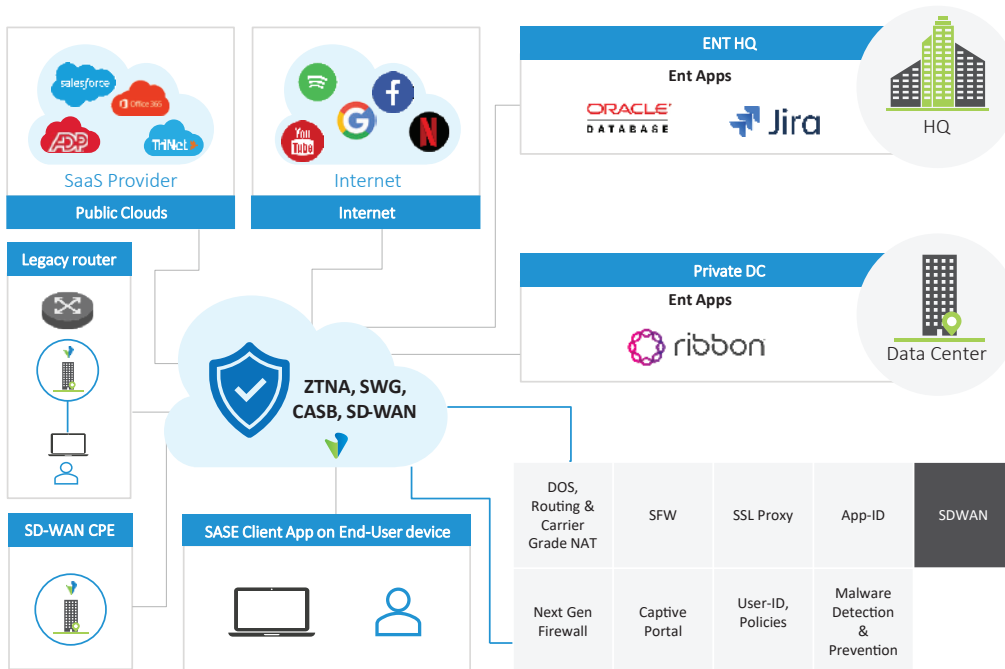 salesforce
Office 365
ADP
TriNet
SaaS Provider
Public Clouds
You
Tube
G
f
N
Internet
Internet
ENT HQ
Ent Apps
ORACLE
DATABASE
Jira
HQ
Legacy router
Private DC
Ent Apps
ribbon
Data Center
ZTNA, SWG,
CASB, SD-WAN
SD-WAN CPE
SASE Client App on End-User device
DOS,
Routing &
Carrier
Grade NAT
SFW
SSL Proxy
App-ID
SDWAN
Next Gen
Firewall
Captive
Portal
User-ID,
Policies
Malware
Detection
&
Prevention